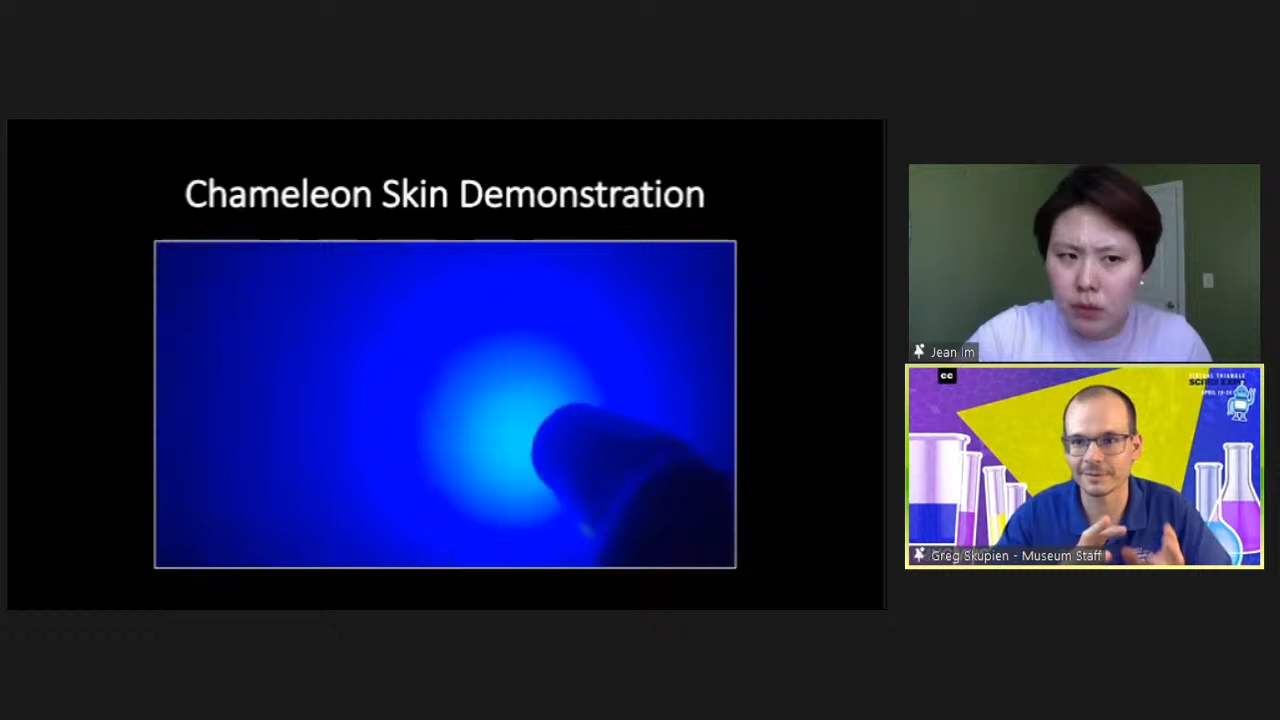 Chameleon Skin Demonstration
Jean Im
cc
Greg Skupien - Museum Staff